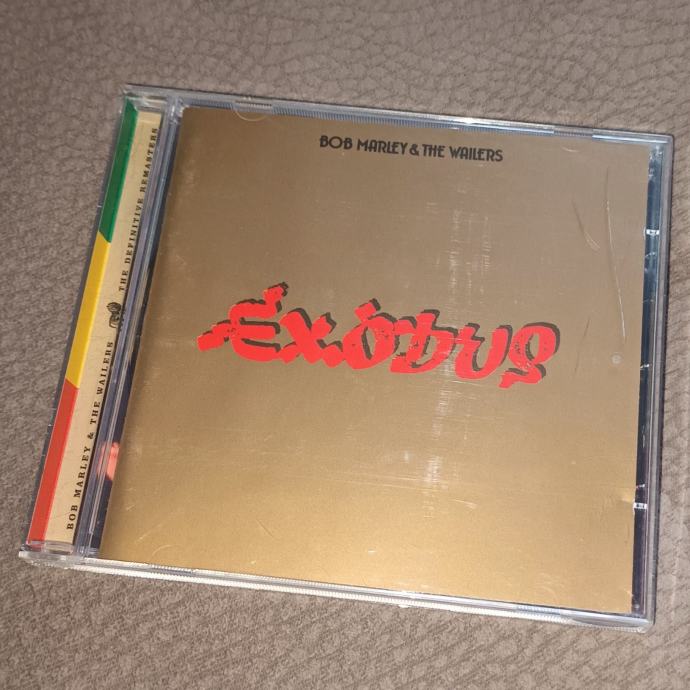 BOB MARLEY & THE WAILERS
EXODUS
BOB MARLEY & THE WAILERS THE DEFINITIVE REMASTERS